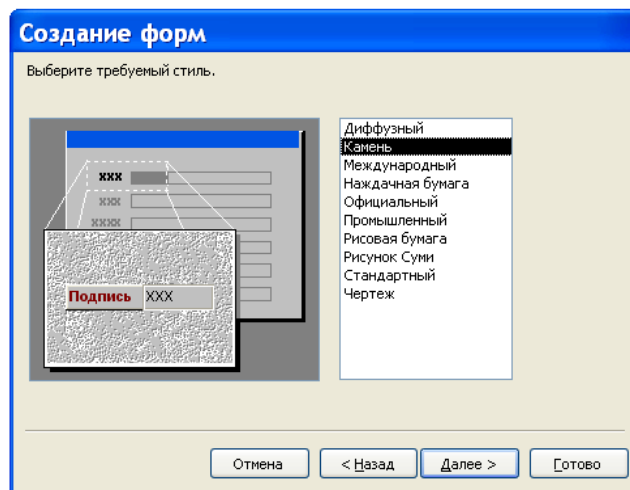 Создание форм
Выберите требуемый стиль.
XXX
XXX
XXXX
Подпись XXX
Диффузный
Камень
Международный
Наждачная бумага
Официальный
Промышленный
Рисовая бумага
Рисунок Суми
Стандартный
Чертеж
Отмена < Назад Далее > Готово